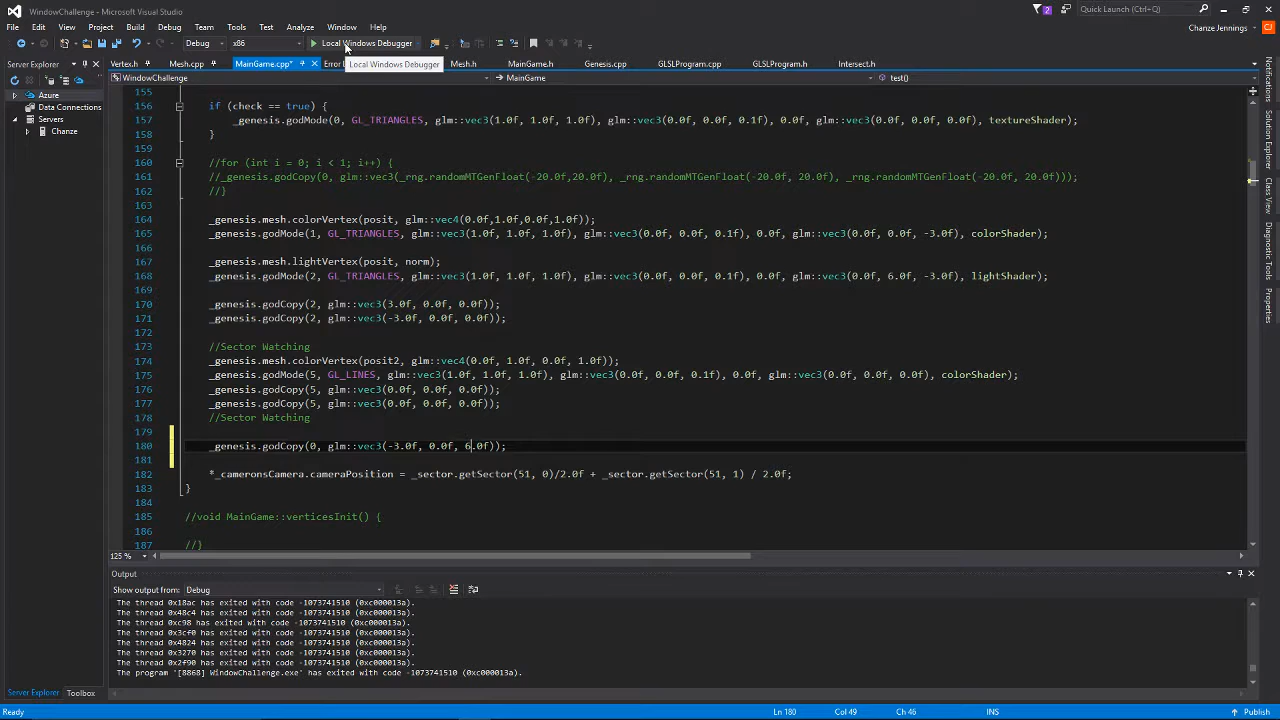 WindowChallenge - Microsoft Visual Studio
2
Quick Launch (Ctrl+Q)
File Edit View Project Build Debug Team Tools Test Analyze Window Help
Chanze Jennings CJ
Debug x86 Local Windows Debugger
Server Explorer
Vertex.h Mesh.cpp MainGame.cpp* Error L Mesh.h MainGame.h Genesis.cpp GLSLProgram.cpp GLSLProgram.h Intersect.h
Local Windows Debugger
WindowChallenge MainGame test()
Azure
Data Connections
Servers
Chanze
155
156 if (check == true) {
157 _genesis.godMode(0, GL_TRIANGLES, glm::vec3(1.0f, 1.0f, 1.0f), glm::vec3(0.0f, 0.0f, 0.1f), 0.0f, glm::vec3(0.0f, 0.0f, 0.0f), textureShader);
158 }
159
160 //for (int i = 0; i < 1; i++) {
161 //_genesis.godCopy(0, glm::vec3(_rng.randomMTGenFloat(-20.0f,20.0f), _rng.randomMTGenFloat(-20.0f, 20.0f), _rng.randomMTGenFloat(-20.0f, 20.0f)));
162 //}
163
164 _genesis.mesh.colorVertex(posit, glm::vec4(0.0f,1.0f,0.0f,1.0f));
165 _genesis.godMode(1, GL_TRIANGLES, glm::vec3(1.0f, 1.0f, 1.0f), glm::vec3(0.0f, 0.0f, 0.1f), 0.0f, glm::vec3(0.0f, 0.0f, -3.0f), colorShader);
166
167 _genesis.mesh.lightVertex(posit, norm);
168 _genesis.godMode(2, GL_TRIANGLES, glm::vec3(1.0f, 1.0f, 1.0f), glm::vec3(0.0f, 0.0f, 0.1f), 0.0f, glm::vec3(0.0f, 6.0f, -3.0f), lightShader);
169
170 _genesis.godCopy(2, glm::vec3(3.0f, 0.0f, 0.0f));
171 _genesis.godCopy(2, glm::vec3(-3.0f, 0.0f, 0.0f));
172
173 //Sector Watching
174 _genesis.mesh.colorVertex(posit2, glm::vec4(0.0f, 1.0f, 0.0f, 1.0f));
175 _genesis.godMode(5, GL_LINES, glm::vec3(1.0f, 1.0f, 1.0f), glm::vec3(0.0f, 0.0f, 0.1f), 0.0f, glm::vec3(0.0f, 0.0f, 0.0f), colorShader);
176 _genesis.godCopy(5, glm::vec3(0.0f, 0.0f, 0.0f));
177 _genesis.godCopy(5, glm::vec3(0.0f, 0.0f, 0.0f));
178 //Sector Watching
179
180 _genesis.godCopy(0, glm::vec3(-3.0f, 0.0f, 6.0f));
181
182 *_cameronsCamera.cameraPosition = _sector.getSector(51, 0)/2.0f + _sector.getSector(51, 1) / 2.0f;
183 }
184
185 //void MainGame::verticesInit() {
186
187 //}
125 %
Output
Show output from: Debug
The thread 0x18ac has exited with code -1073741510 (0xc000013a).
The thread 0x48c4 has exited with code -1073741510 (0xc000013a).
The thread 0xc98 has exited with code -1073741510 (0xc000013a).
The thread 0x3cf0 has exited with code -1073741510 (0xc000013a).
The thread 0x4824 has exited with code -1073741510 (0xc000013a).
The thread 0x3270 has exited with code -1073741510 (0xc000013a).
The thread 0x2f90 has exited with code -1073741510 (0xc000013a).
The program '[8868] WindowChallenge.exe' has exited with code -1073741510 (0xc000013a).
Server Explorer Toolbox
Ready Ln 180 Col 49 Ch 46 INS Publish
Notifications
Solution Explorer
Class View
Diagnostic Tools
Properties